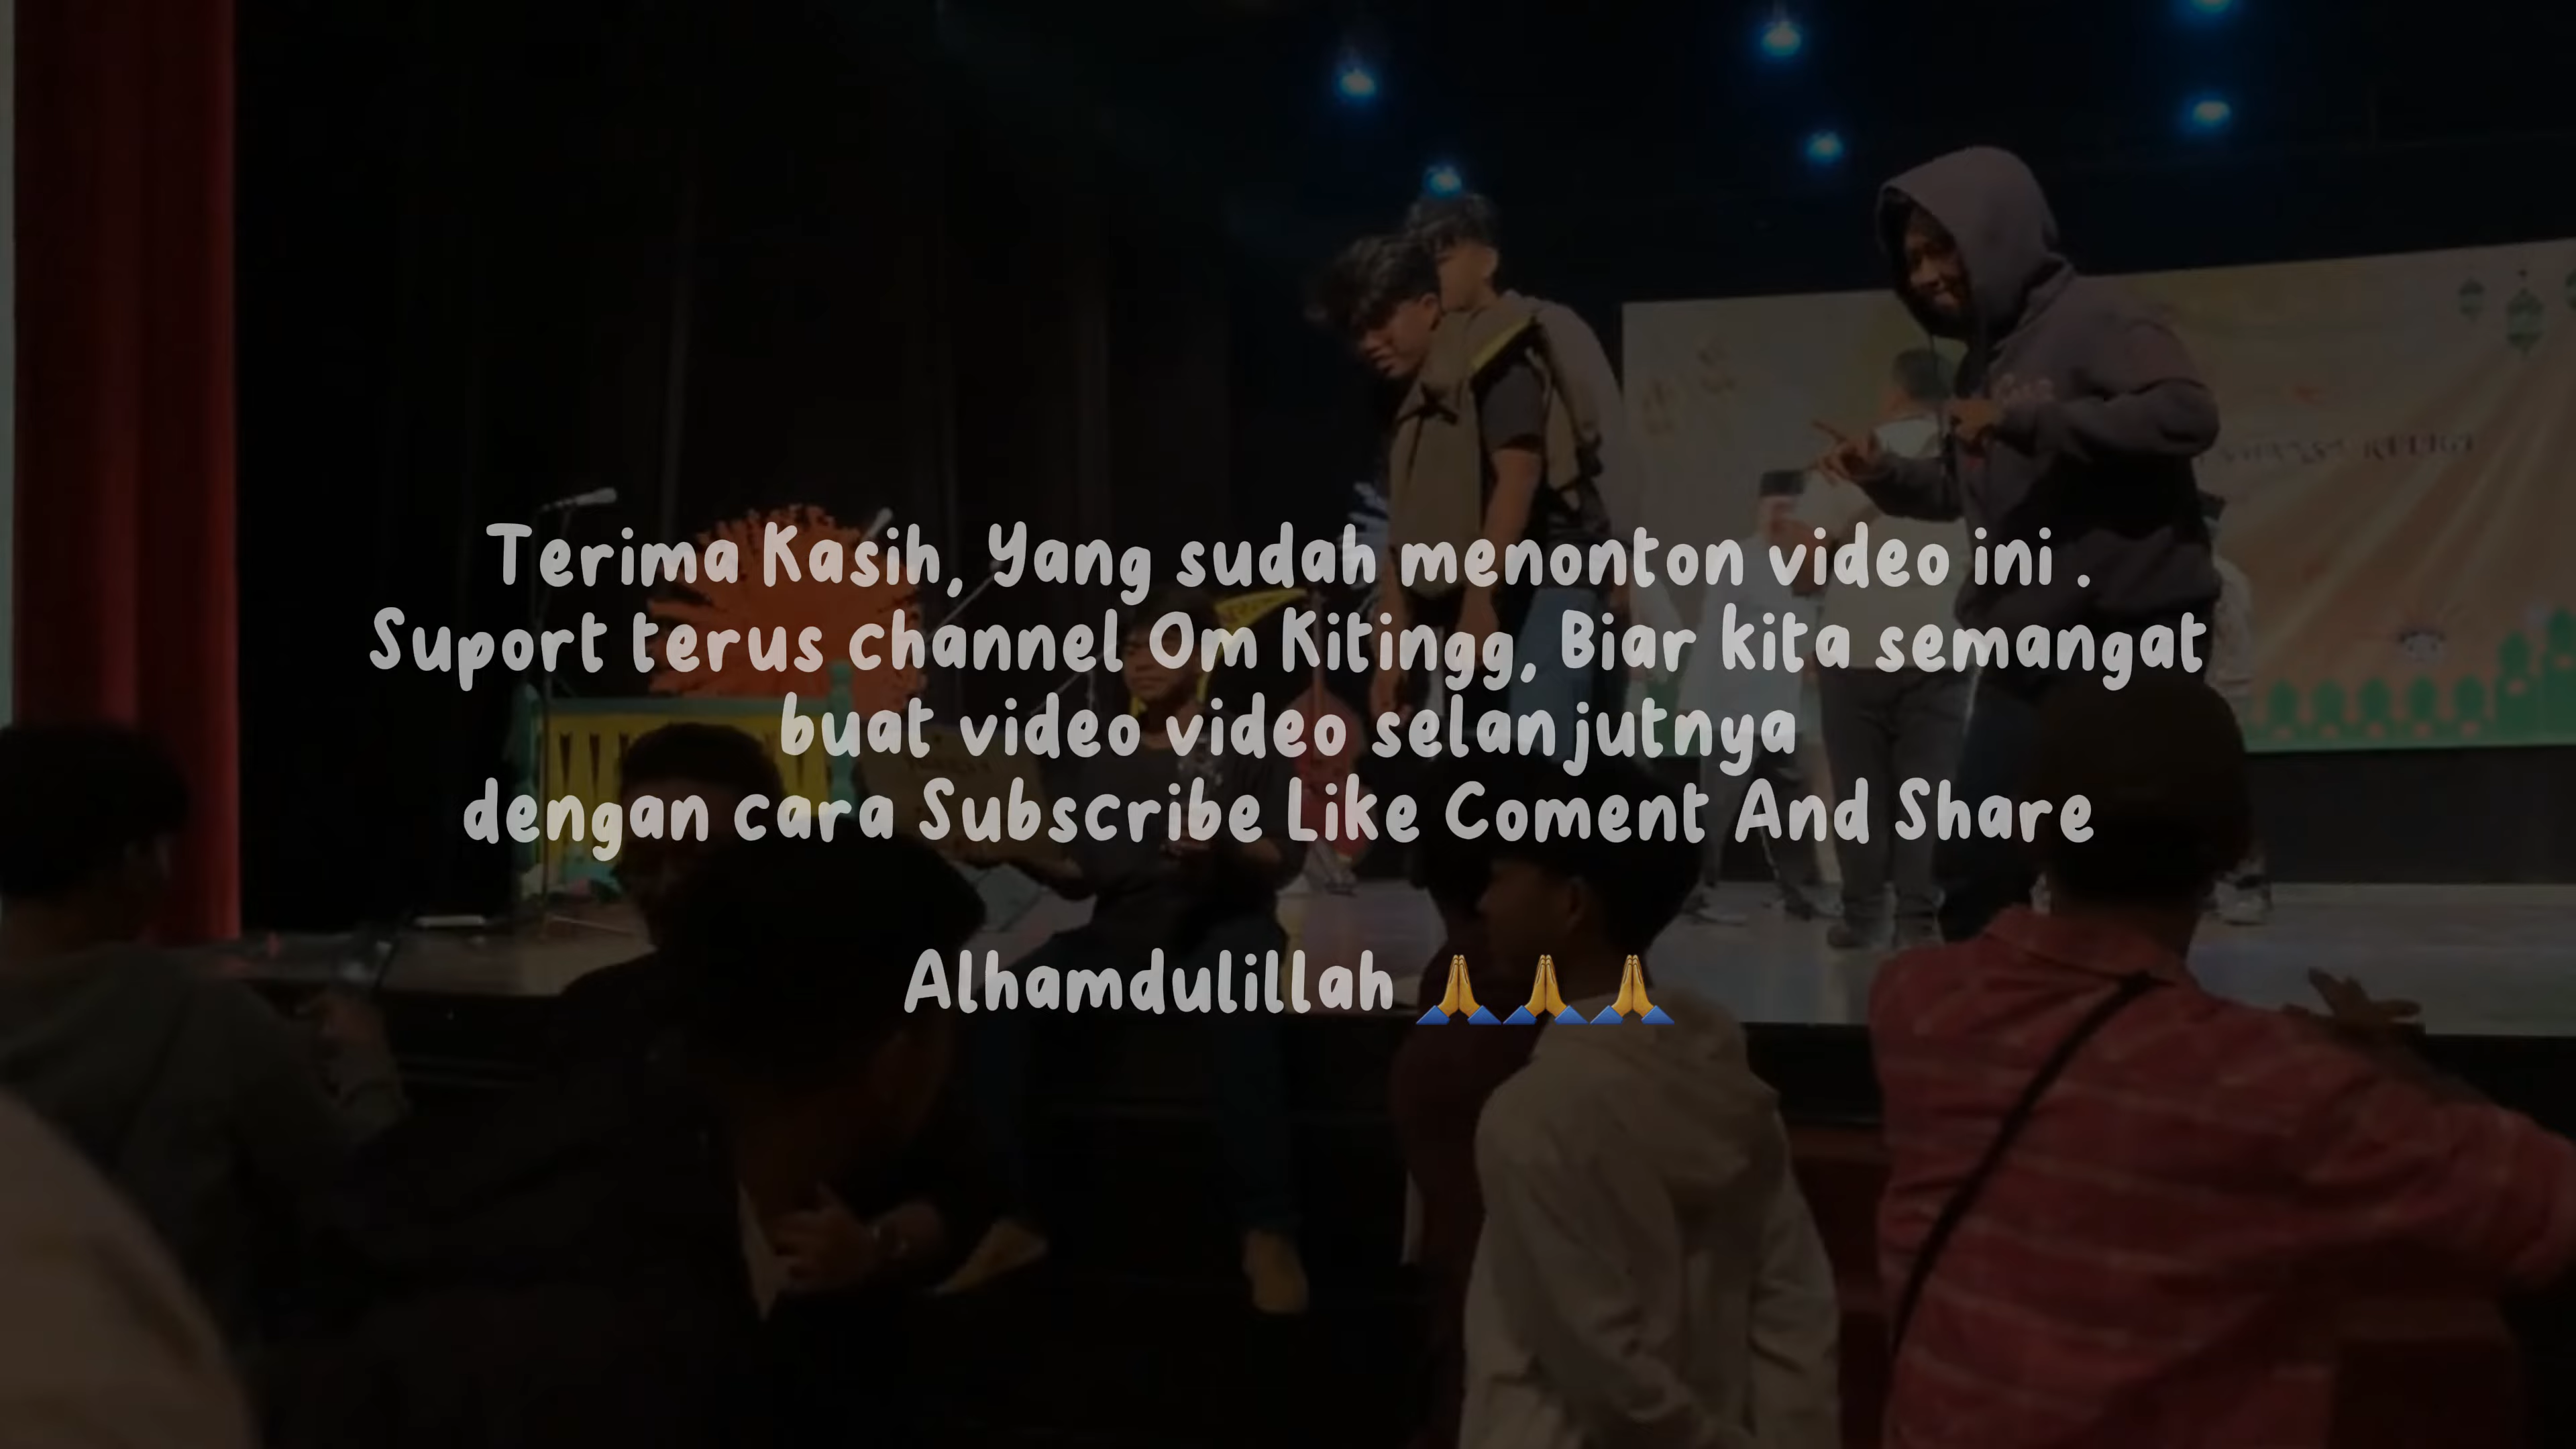 Terima Kasih, Yang sudah menonton video ini .
Suport terus channel Om Kitingg, Biar kita semangat
buat video video selanjutnya
dengan cara Subscribe Like Coment And Share
Alhamdulillah 🙏🙏🙏